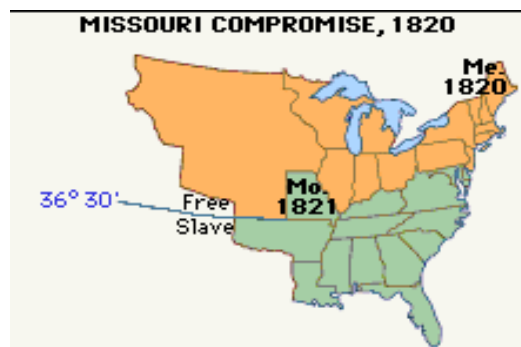 MISSOURI COMPROMISE, 1820
Me.
1820
Mo.
1821
36° 30'
Free
Slave